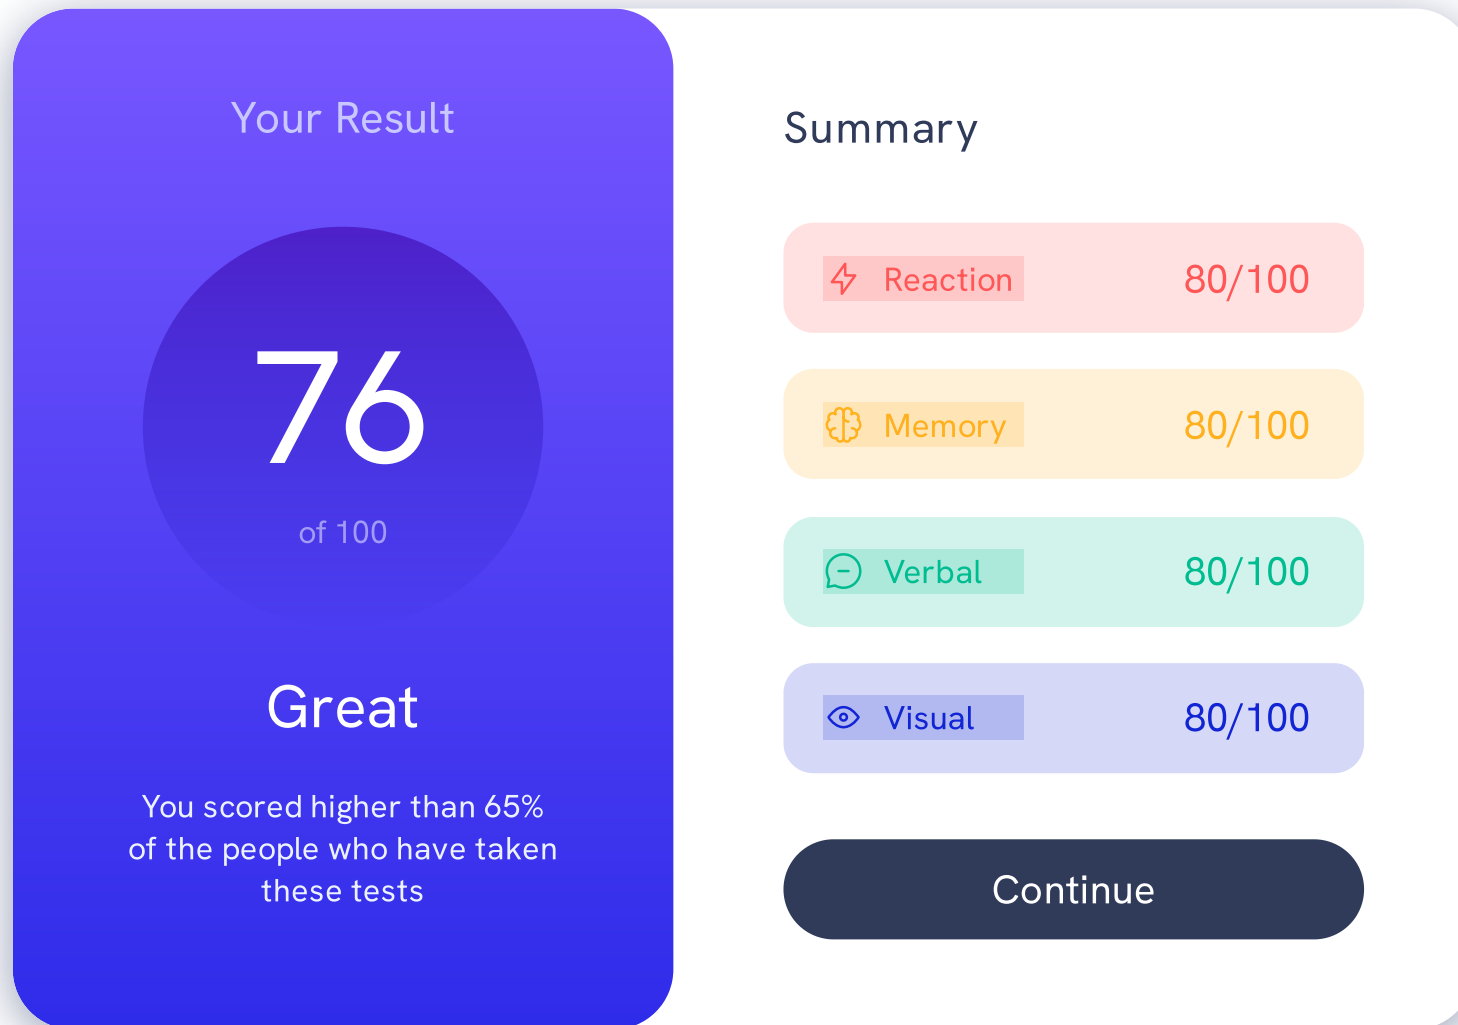 Your Result
76
of 100
Great
You scored higher than 65%
of the people who have taken
these tests
Summary
Reaction 80/100
Memory 80/100
Verbal 80/100
Visual 80/100
Continue